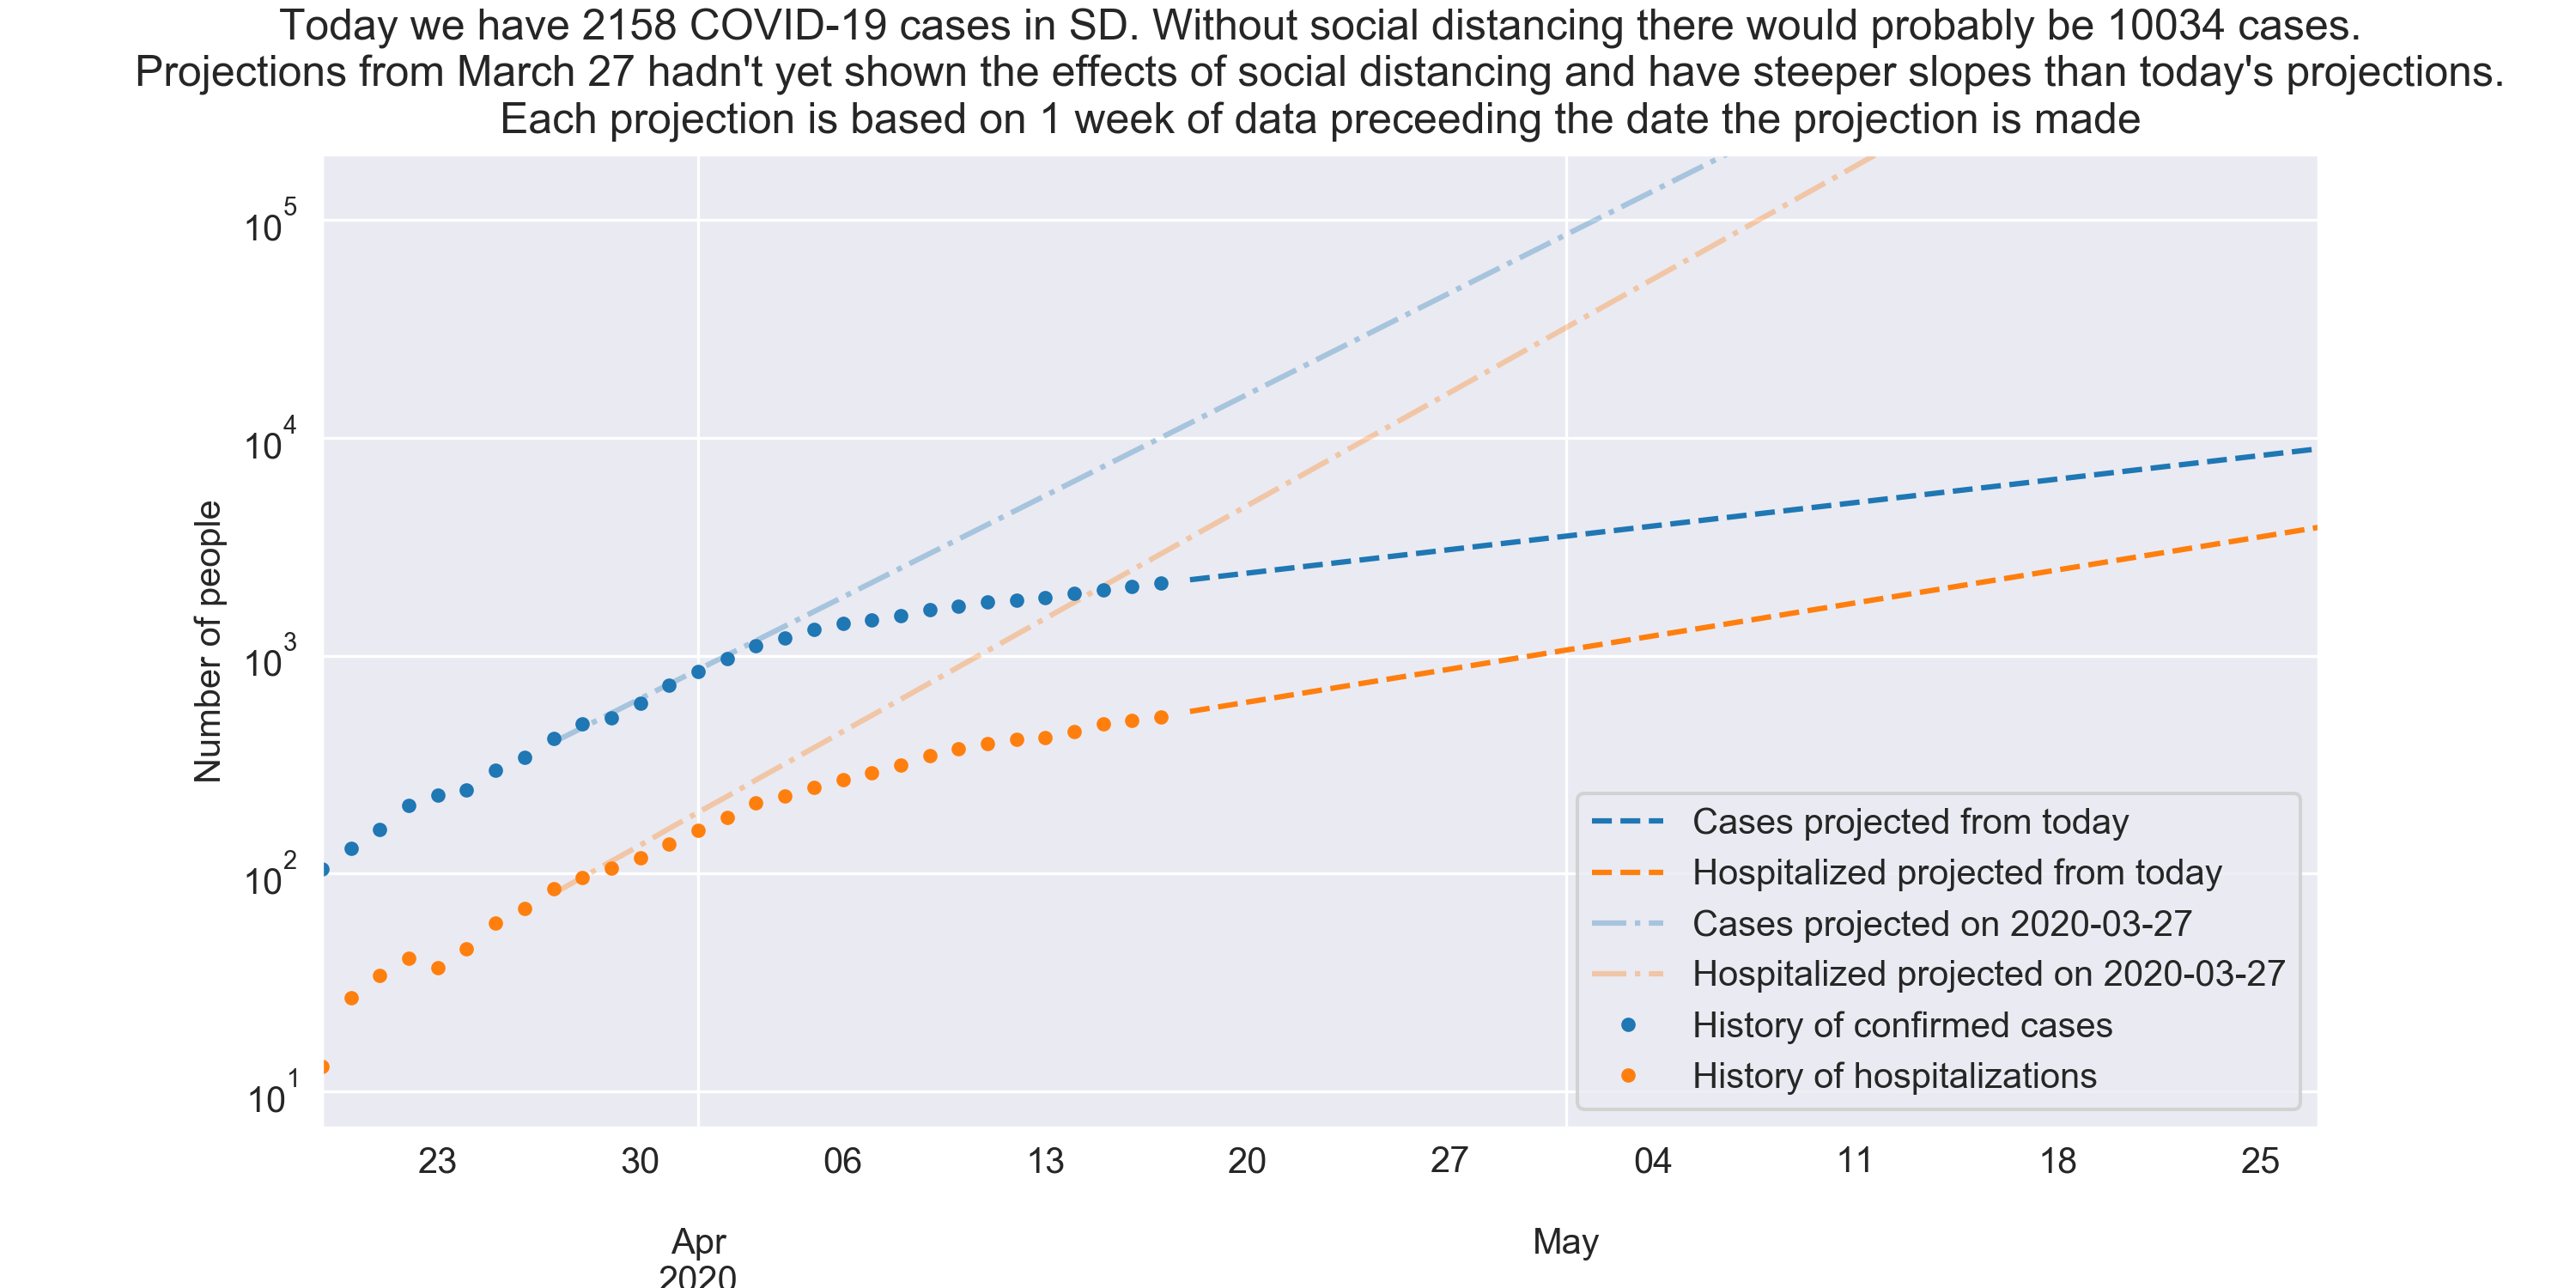 Today we have 2158 COVID-19 cases in SD. Without social distancing there would probably be 10034 cases.
Projections from March 27 hadn't yet shown the effects of social distancing and have steeper slopes than today's projections.
Each projection is based on 1 week of data preceeding the date the projection is made
Number of people
10^5
10^4
10^3
10^2
10^1
Cases projected from today
Hospitalized projected from today
Cases projected on 2020-03-27
Hospitalized projected on 2020-03-27
History of confirmed cases
History of hospitalizations
23 30 06 13 20 27 04 11 18 25
Apr May
2020